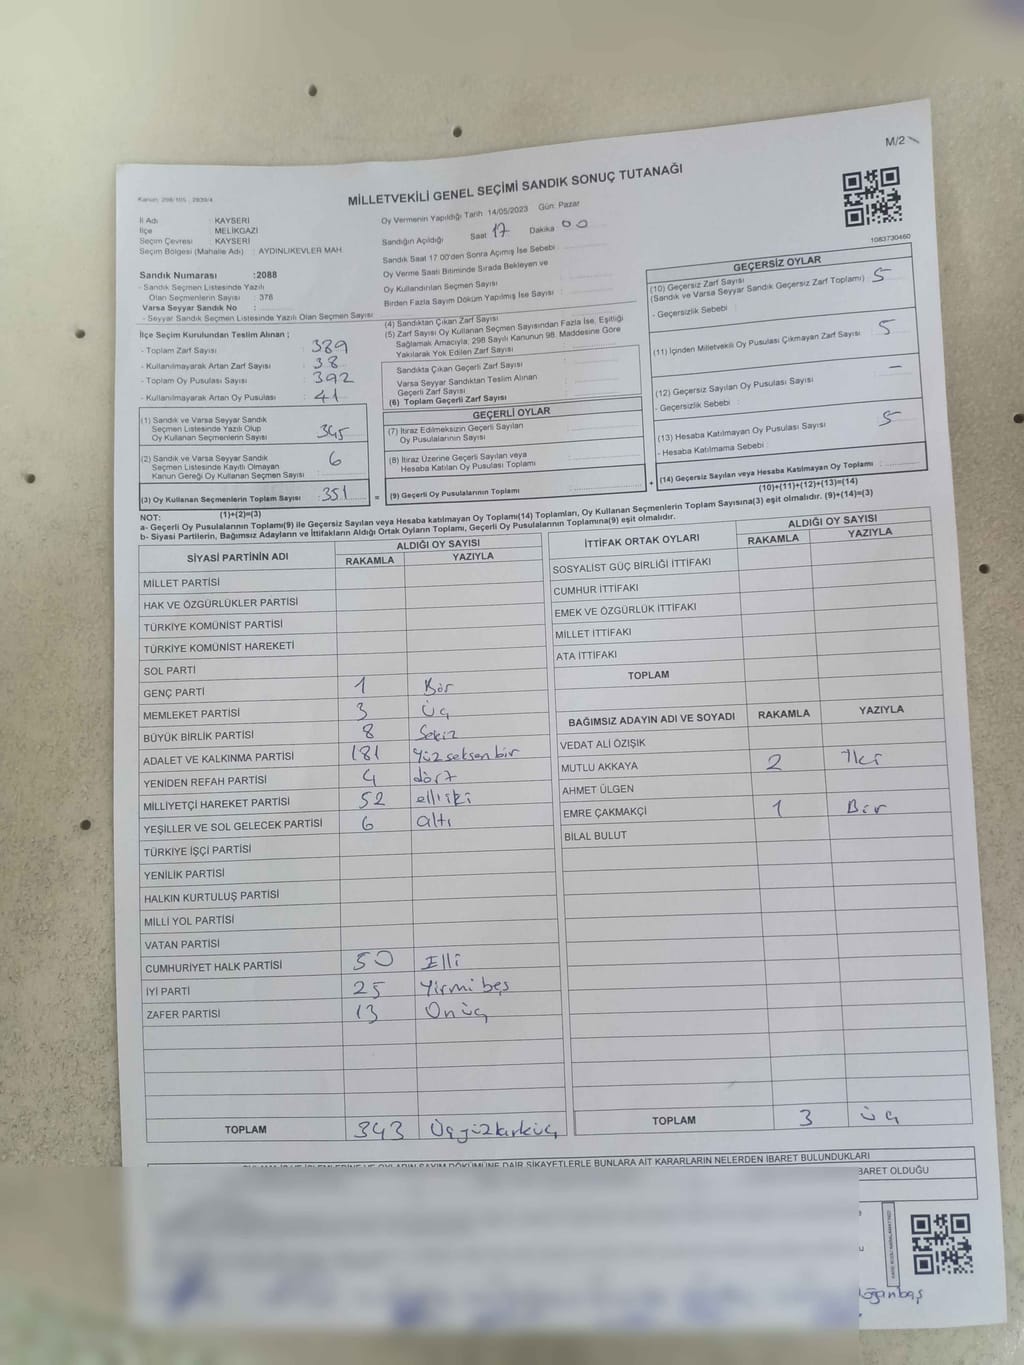 M/2
Kanun: 298/105 , 2839/4
MİLLETVEKİLİ GENEL SEÇİMİ SANDIK SONUÇ TUTANAĞI
1083730460
İl Adı : KAYSERİ
İlçe : MELİKGAZİ
Seçim Çevresi : KAYSERİ
Seçim Bölgesi (Mahalle Adı) : AYDINLIKEVLER MAH
Sandık Numarası :2088
- Sandık Seçmen Listesinde Yazılı
Olan Seçmenlerin Sayısı : 378
Varsa Seyyar Sandık No :
- Seyyar Sandık Seçmen Listesinde Yazılı Olan Seçmen Sayısı
Oy Vermenin Yapıldığı Tarih 14/05/2023 Gün: Pazar
Sandığın Açıldığı Saat 17 Dakika 00
Sandık Saat 17:00'den Sonra Açımış İse Sebebi
Oy Verme Saati Bitiminde Sırada Bekleyen ve
Oy Kullandırılan Seçmen Sayısı
Birden Fazla Sayım Döküm Yapılmış İse Sayısı
İlçe Seçim Kurulundan Teslim Alınan ;
- Toplam Zarf Sayısı : 389
- Kullanılmayarak Artan Zarf Sayısı : 38
- Toplam Oy Pusulası Sayısı : 392
- Kullanılmayarak Artan Oy Pusulası : 41
(1) Sandık ve Varsa Seyyar Sandık
Seçmen Listesinde Yazılı Olup
Oy Kullanan Seçmenlerin Sayısı : 345
(2) Sandık ve Varsa Seyyar Sandık
Seçmen Listesinde Kayıtlı Olmayan
Kanun Gereği Oy Kullanan Seçmen Sayısı : 6
(3) Oy Kullanan Seçmenlerin Toplam Sayısı : 351 =
(1)+(2)=(3)
(4) Sandıktan Çıkan Zarf Sayısı
(5) Zarf Sayısı Oy Kullanan Seçmen Sayısından Fazla İse, Eşitliği
Sağlamak Amacıyla, 298 Sayılı Kanunun 98. Maddesine Göre
Yakılarak Yok Edilen Zarf Sayısı
Sandıkta Çıkan Geçerli Zarf Sayısı
Varsa Seyyar Sandıktan Teslim Alınan
Geçerli Zarf Sayısı
(6) Toplam Geçerli Zarf Sayısı
GEÇERLİ OYLAR
(7) İtiraz Edilmeksizin Geçerli Sayılan
Oy Pusulalarının Sayısı
(8) İtiraz Üzerine Geçerli Sayılan veya
Hesaba Katılan Oy Pusulası Toplamı
(9) Geçerli Oy Pusulalarının Toplamı +
GEÇERSİZ OYLAR
(10) Geçersiz Zarf Sayısı
(Sandık ve Varsa Seyyar Sandık Geçersiz Zarf Toplamı) 5
- Geçersizlik Sebebi :
(11) İçinden Milletvekili Oy Pusulası Çıkmayan Zarf Sayısı 5
(12) Geçersiz Sayılan Oy Pusulası Sayısı -
- Geçersizlik Sebebi :
(13) Hesaba Katılmayan Oy Pusulası Sayısı 5
- Hesaba Katılmama Sebebi :
(14) Geçersiz Sayılan veya Hesaba Katılmayan Oy Toplamı :
(10)+(11)+(12)+(13)=(14)
NOT:
a- Geçerli Oy Pusulalarının Toplamı(9) ile Geçersiz Sayılan veya Hesaba katılmayan Oy Toplamı(14) Toplamları, Oy Kullanan Seçmenlerin Toplam Sayısına(3) eşit olmalıdır. (9)+(14)=(3)
b- Siyasi Partilerin, Bağımsız Adayların ve İttifakların Aldığı Ortak Oyların Toplamı, Geçerli Oy Pusulalarının Toplamına(9) eşit olmalıdır.
SİYASİ PARTİNİN ADI ALDIĞI OY SAYISI
RAKAMLA YAZIYLA
MİLLET PARTİSİ
HAK VE ÖZGÜRLÜKLER PARTİSİ
TÜRKİYE KOMÜNİST PARTİSİ
TÜRKİYE KOMÜNİST HAREKETİ
SOL PARTİ
GENÇ PARTİ 1 Bir
MEMLEKET PARTİSİ 3 üç
BÜYÜK BİRLİK PARTİSİ 8 Sekiz
ADALET VE KALKINMA PARTİSİ 181 Yüzseksenbir
YENİDEN REFAH PARTİSİ 4 dört
MİLLİYETÇİ HAREKET PARTİSİ 52 elliiki
YEŞİLLER VE SOL GELECEK PARTİSİ 6 altı
TÜRKİYE İŞÇİ PARTİSİ
YENİLİK PARTİSİ
HALKIN KURTULUŞ PARTİSİ
MİLLİ YOL PARTİSİ
VATAN PARTİSİ
CUMHURİYET HALK PARTİSİ 50 Elli
İYİ PARTİ 25 Yirmi beş
ZAFER PARTİSİ 13 Onüç
TOPLAM 343 Üçyüzkırküç
İTTİFAK ORTAK OYLARI ALDIĞI OY SAYISI
RAKAMLA YAZIYLA
SOSYALİST GÜÇ BİRLİĞİ İTTİFAKI
CUMHUR İTTİFAKI
EMEK VE ÖZGÜRLÜK İTTİFAKI
MİLLET İTTİFAKI
ATA İTTİFAKI
TOPLAM
BAĞIMSIZ ADAYIN ADI VE SOYADI RAKAMLA YAZIYLA
VEDAT ALİ ÖZIŞIK
MUTLU AKKAYA 2 İki
AHMET ÜLGEN
EMRE ÇAKMAKÇİ 1 Bir
BİLAL BULUT
TOPLAM 3 üç
DÖKÜMÜNE DAİR ŞİKAYETLERLE BUNLARA AİT KARARLARIN NELERDEN İBARET BULUNDUKLARI
BARET OLDUĞU